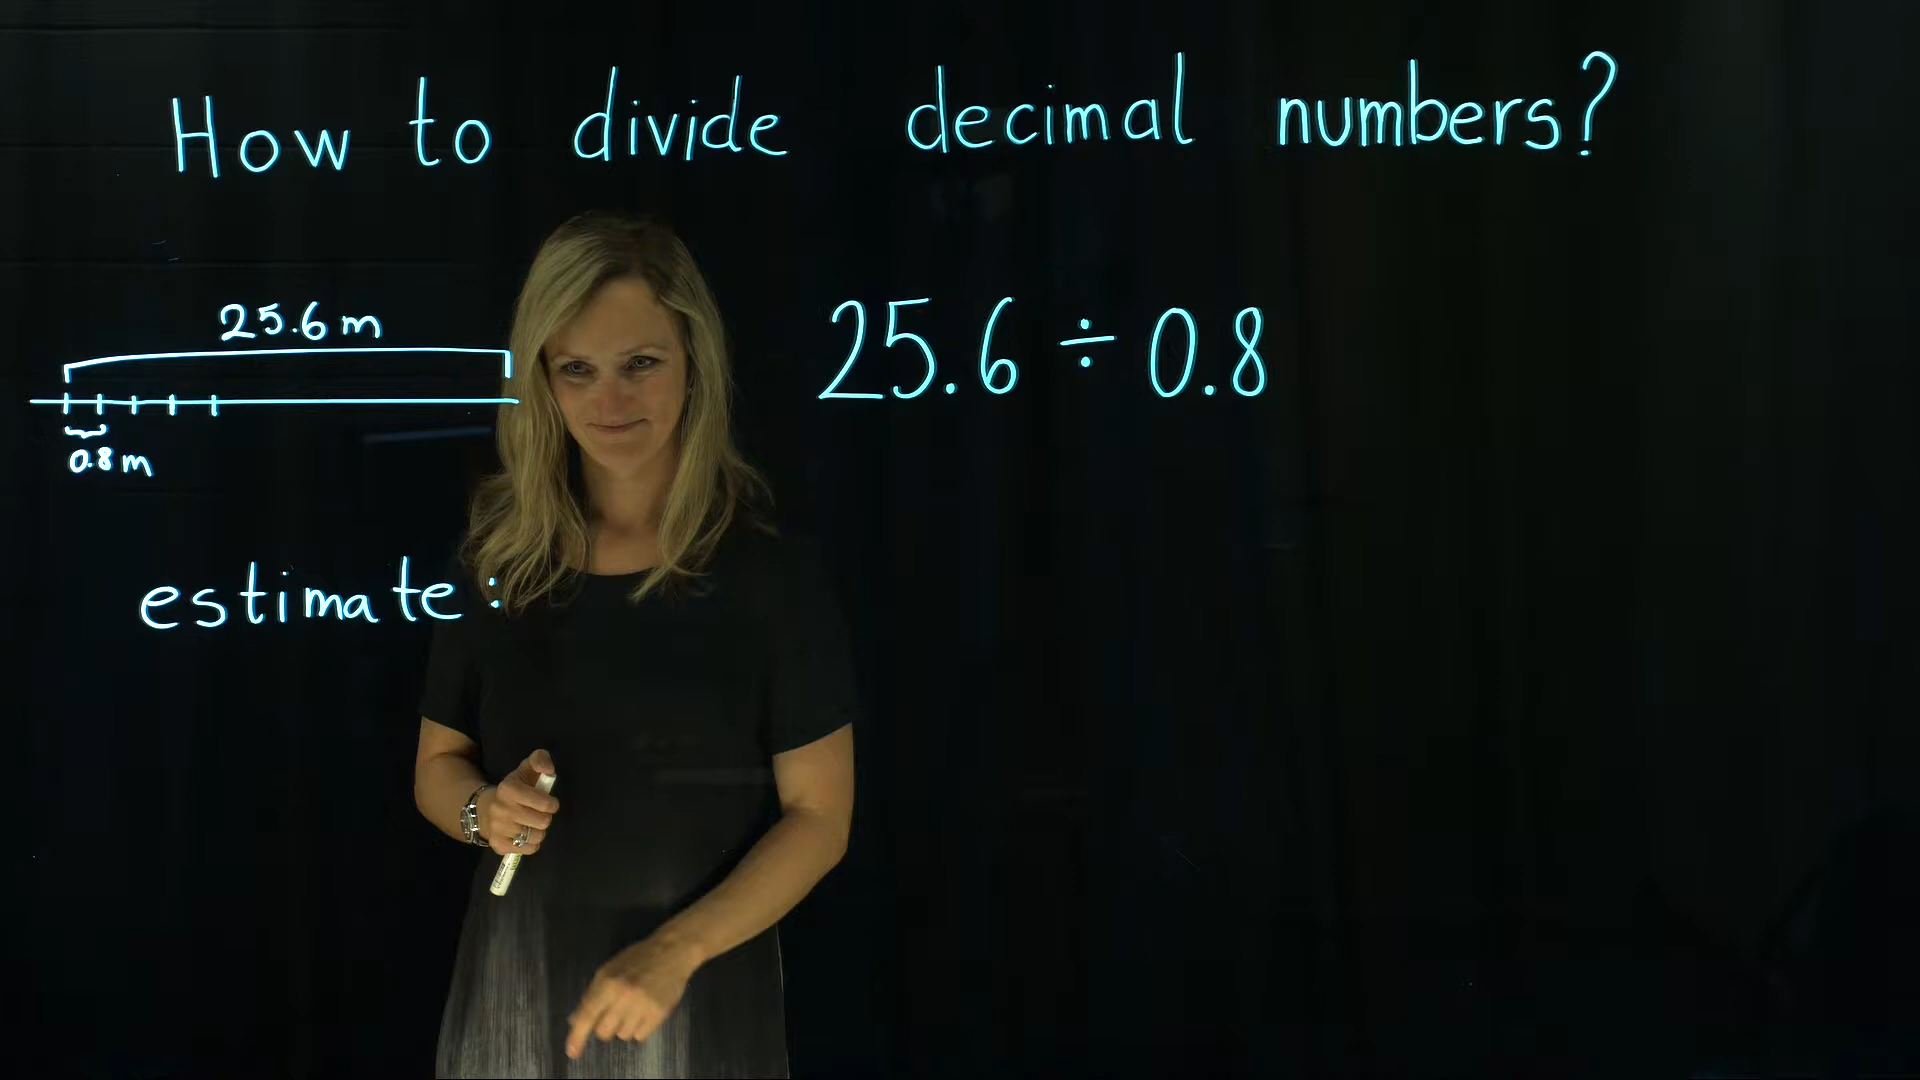 How to divide decimal numbers?
25.6 m
25.6 ÷ 0.8
0.8 m
estimate: